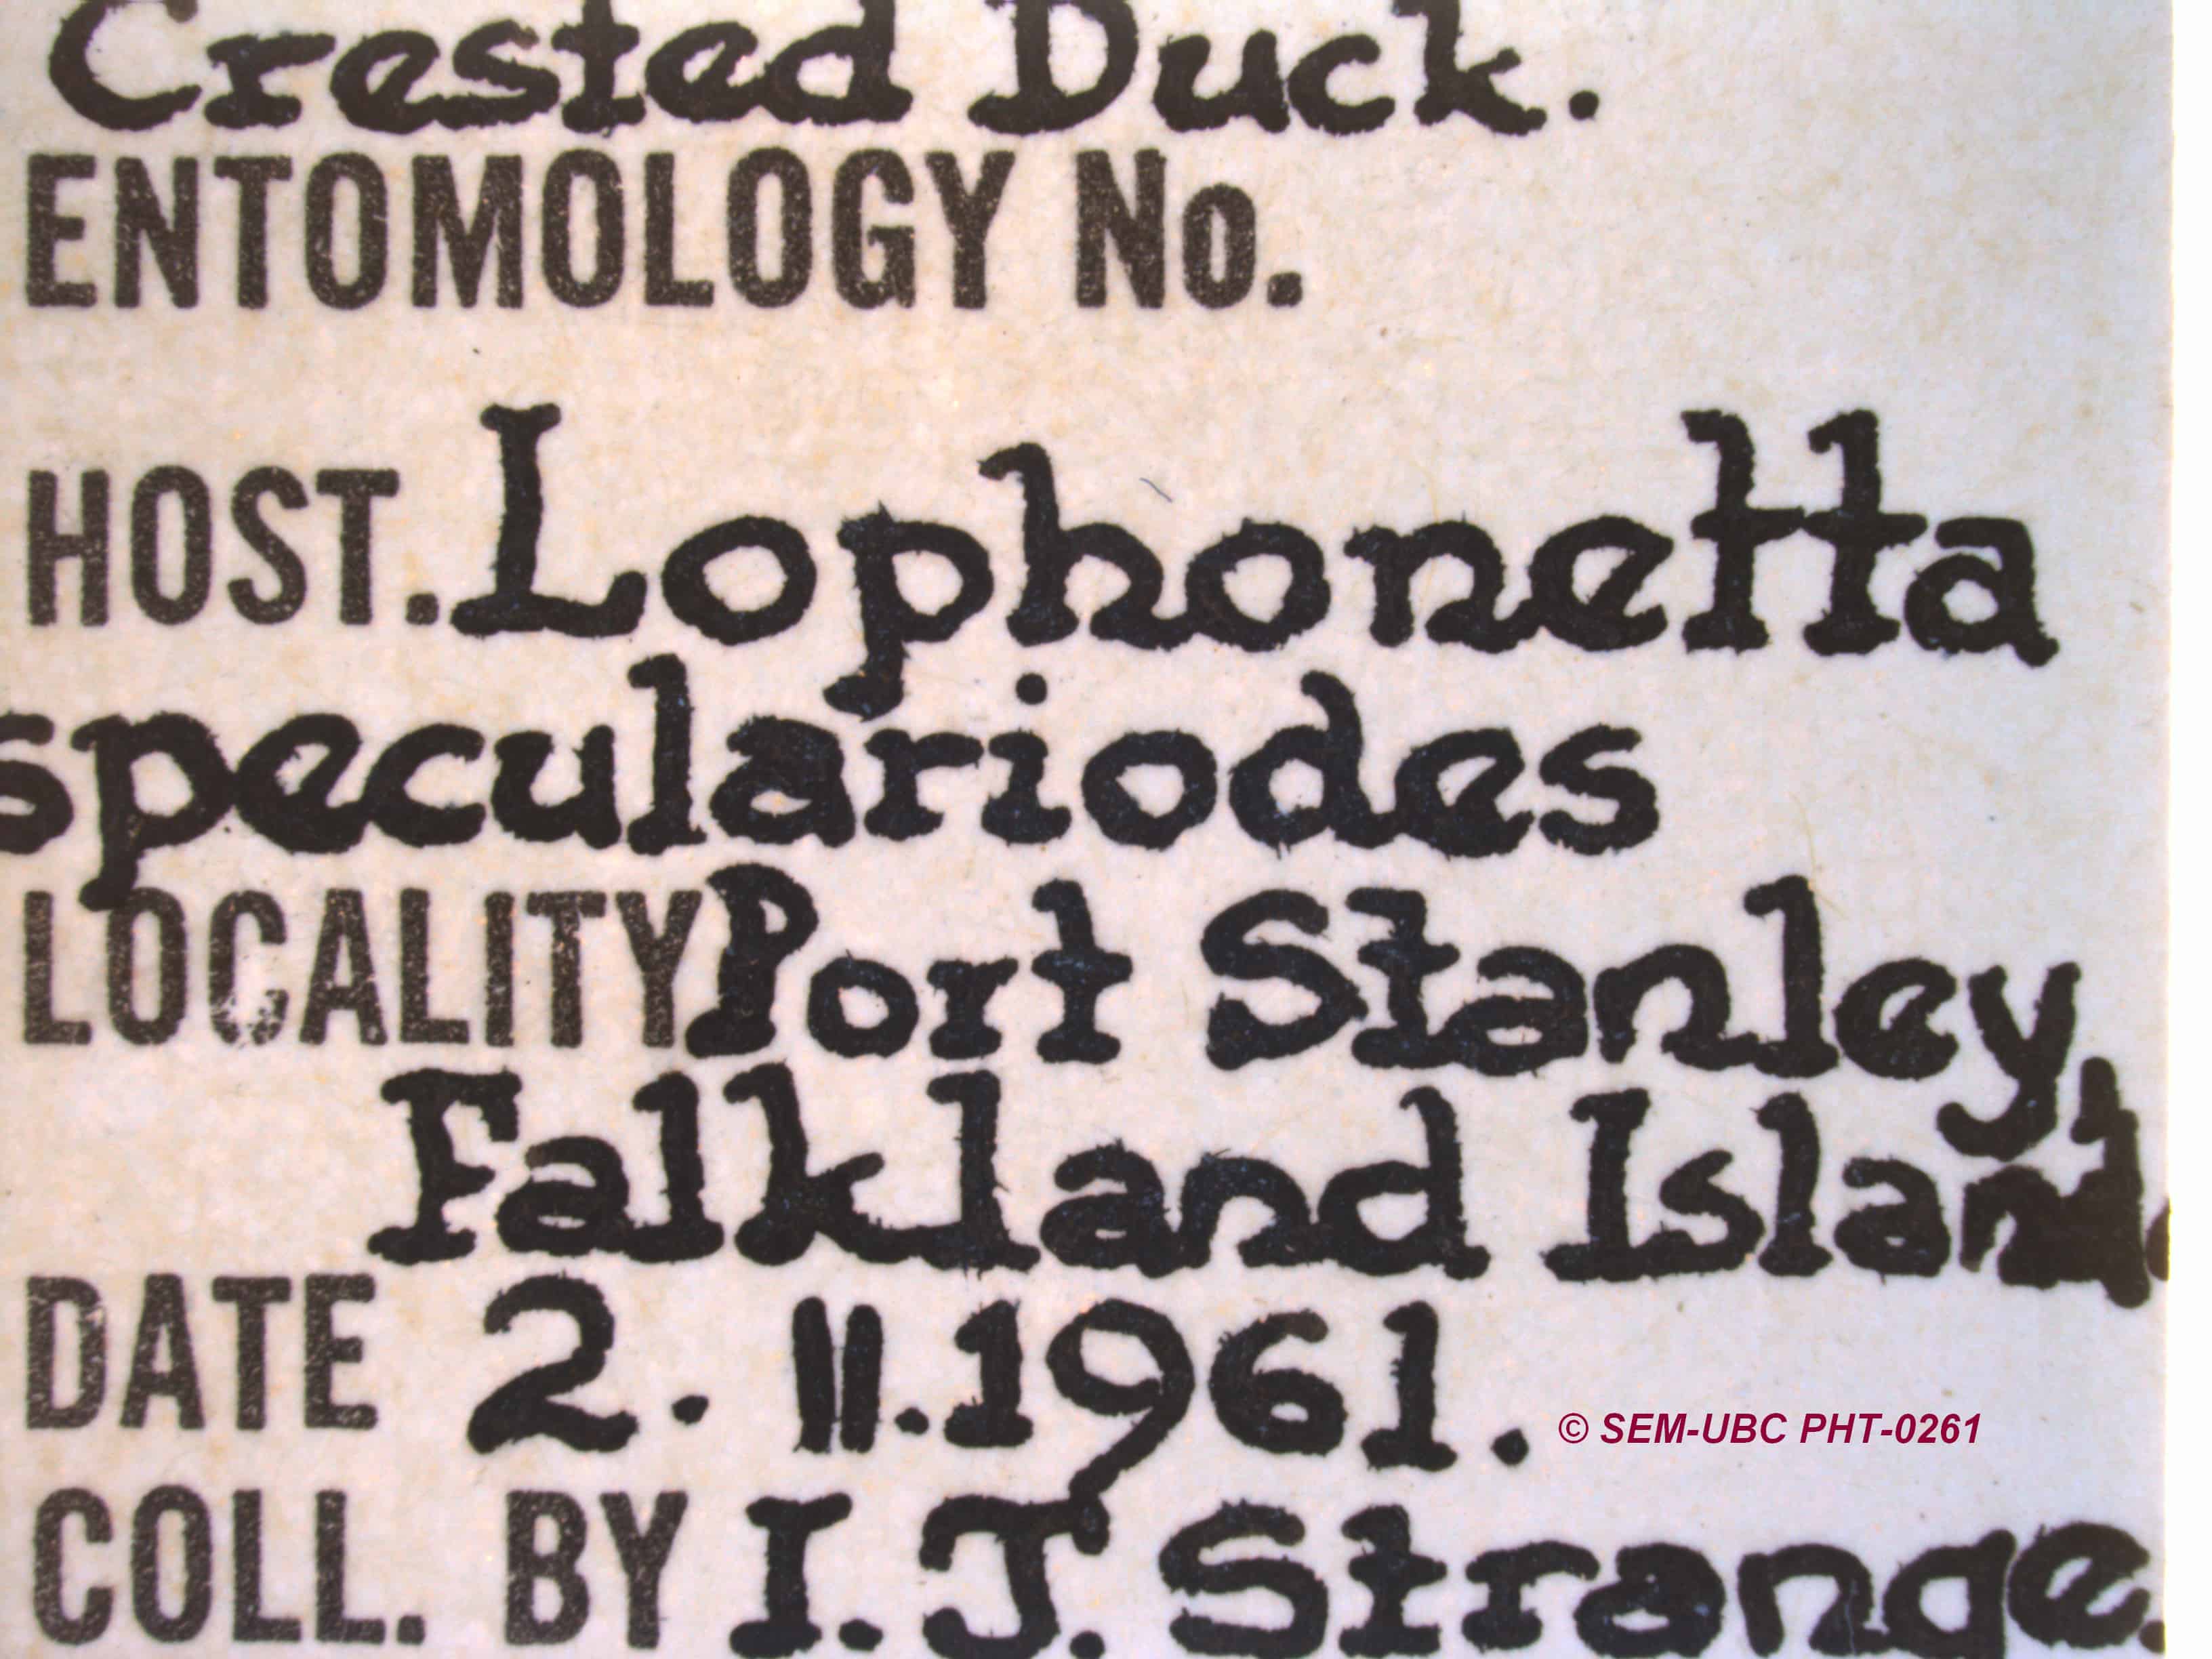 Crested Duck.
ENTOMOLOGY No.
HOST. Lophonetta
speculariodes
LOCALITY Port Stanley,
Falkland Island.
DATE 2. II. 1961.
© SEM-UBC PHT-0261
COLL. BY I. J. Strange.